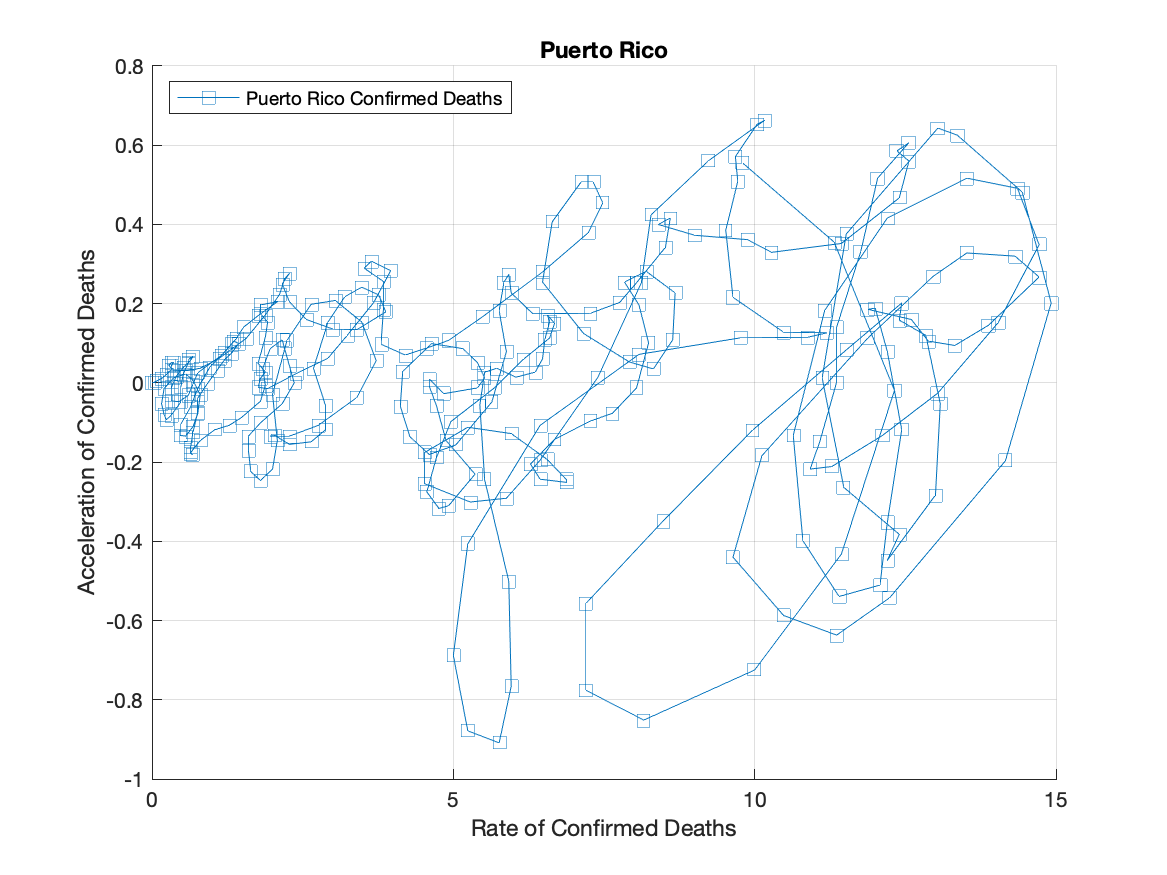 Puerto Rico
Puerto Rico Confirmed Deaths
0.8
0.6
0.4
0.2
0
-0.2
-0.4
-0.6
-0.8
-1
Acceleration of Confirmed Deaths
0 5 10 15
Rate of Confirmed Deaths